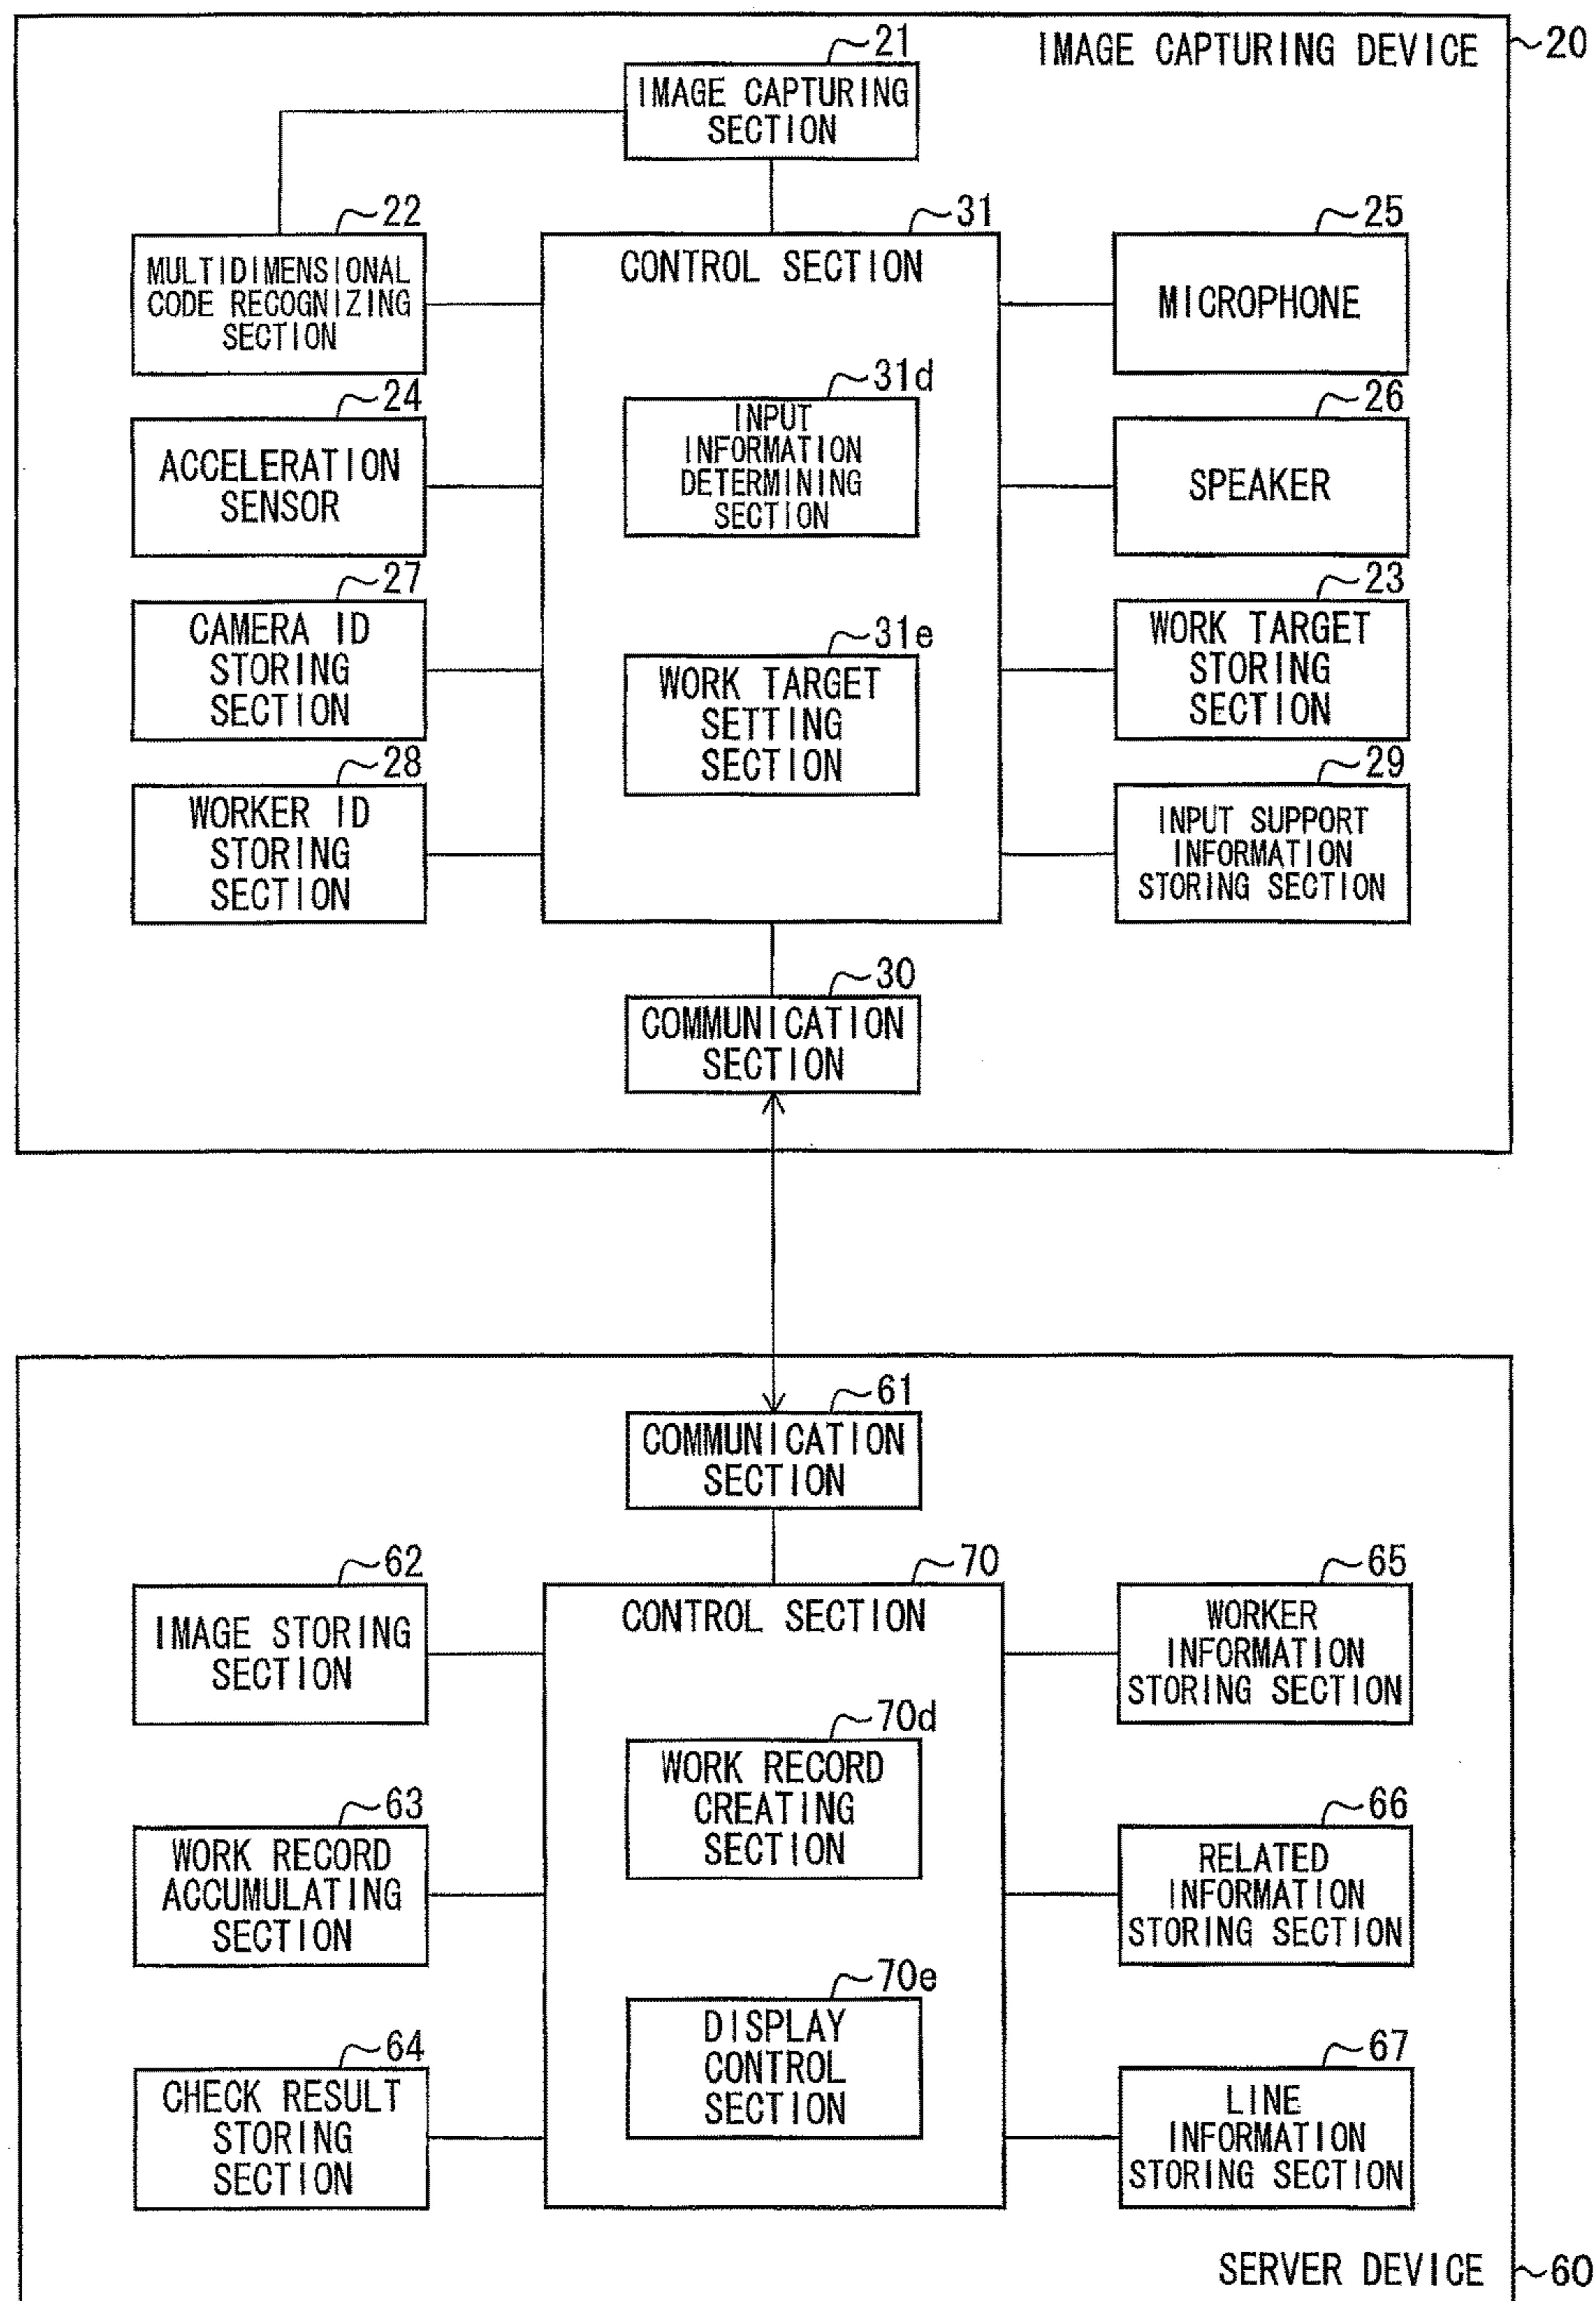 IMAGE CAPTURING DEVICE
20
21
IMAGE CAPTURING
SECTION
22
MULTIDIMENSIONAL
CODE RECOGNIZING
SECTION
31
CONTROL SECTION
25
MICROPHONE
24
ACCELERATION
SENSOR
31d
INPUT
INFORMATION
DETERMINING
SECTION
26
SPEAKER
27
CAMERA ID
STORING
SECTION
31e
WORK TARGET
SETTING
SECTION
23
WORK TARGET
STORING
SECTION
28
WORKER ID
STORING
SECTION
29
INPUT SUPPORT
INFORMATION
STORING SECTION
30
COMMUNICATION
SECTION
61
COMMUNICATION
SECTION
62
IMAGE STORING
SECTION
70
CONTROL SECTION
65
WORKER
INFORMATION
STORING SECTION
70d
WORK RECORD
CREATING
SECTION
63
WORK RECORD
ACCUMULATING
SECTION
66
RELATED
INFORMATION
STORING SECTION
70e
DISPLAY
CONTROL
SECTION
64
CHECK RESULT
STORING
SECTION
67
LINE
INFORMATION
STORING SECTION
SERVER DEVICE
60